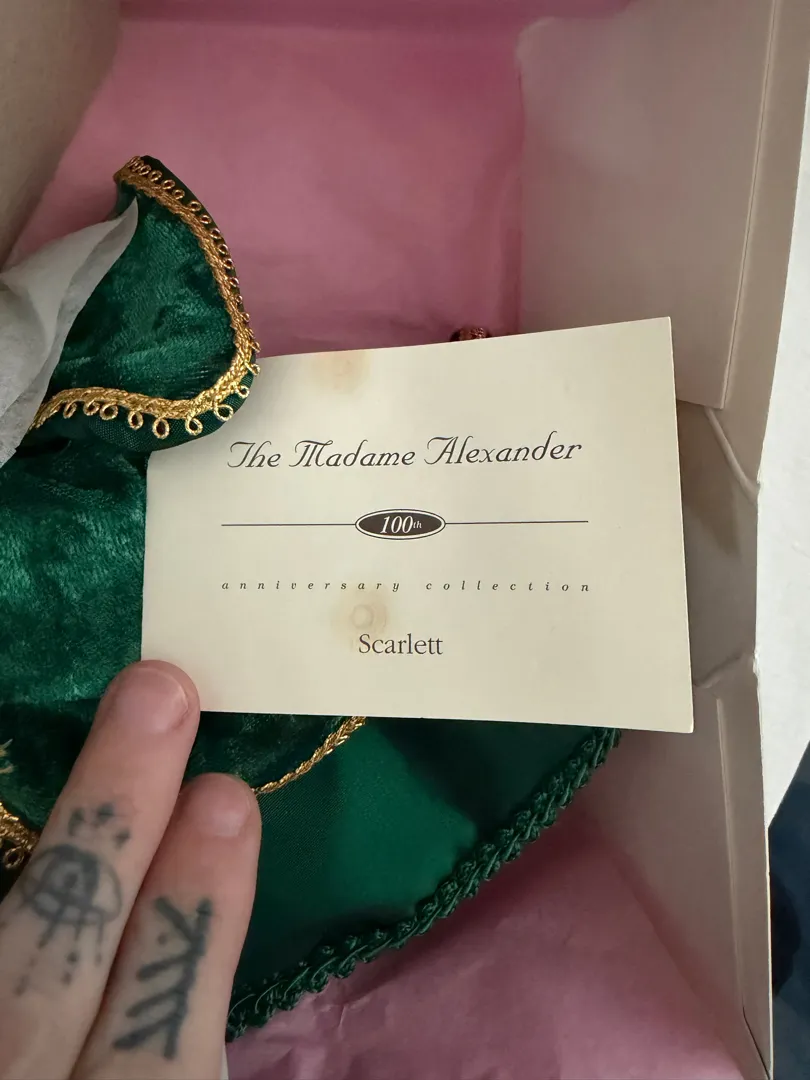 The Madame Alexander
100th
anniversary collection
Scarlett